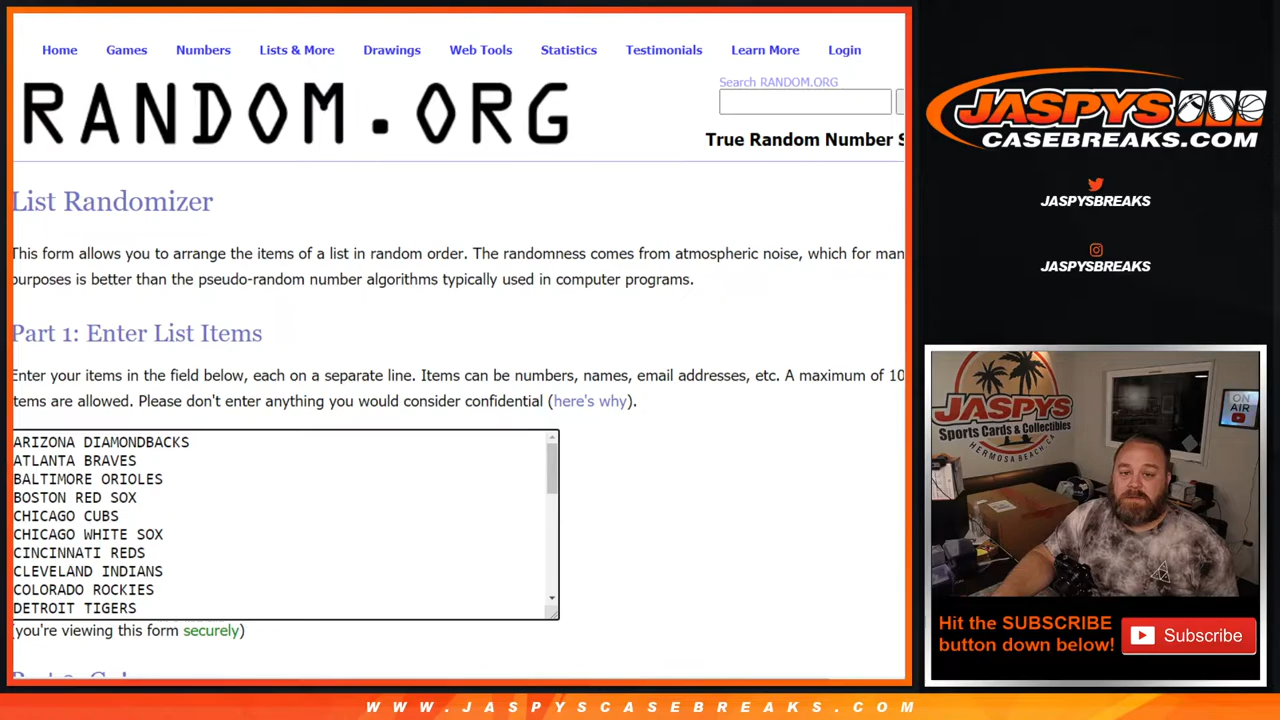 Home Games Numbers Lists & More Drawings Web Tools Statistics Testimonials Learn More Login
Search RANDOM.ORG
RANDOM.ORG
True Random Number S
List Randomizer
This form allows you to arrange the items of a list in random order. The randomness comes from atmospheric noise, which for man
purposes is better than the pseudo-random number algorithms typically used in computer programs.
Part 1: Enter List Items
Enter your items in the field below, each on a separate line. Items can be numbers, names, email addresses, etc. A maximum of 10
items are allowed. Please don't enter anything you would consider confidential (here's why).
ARIZONA DIAMONDBACKS
ATLANTA BRAVES
BALTIMORE ORIOLES
BOSTON RED SOX
CHICAGO CUBS
CHICAGO WHITE SOX
CINCINNATI REDS
CLEVELAND INDIANS
COLORADO ROCKIES
DETROIT TIGERS
(you're viewing this form securely)
JASPYS
CASEBREAKS.COM
JASPYSBREAKS
JASPYSBREAKS
JASPYS
Sports Cards & Collectibles
HERMOSA BEACH, CA
ON
AIR
Hit the SUBSCRIBE
button down below!
Subscribe
WWW.JASPYSCASEBREAKS.COM